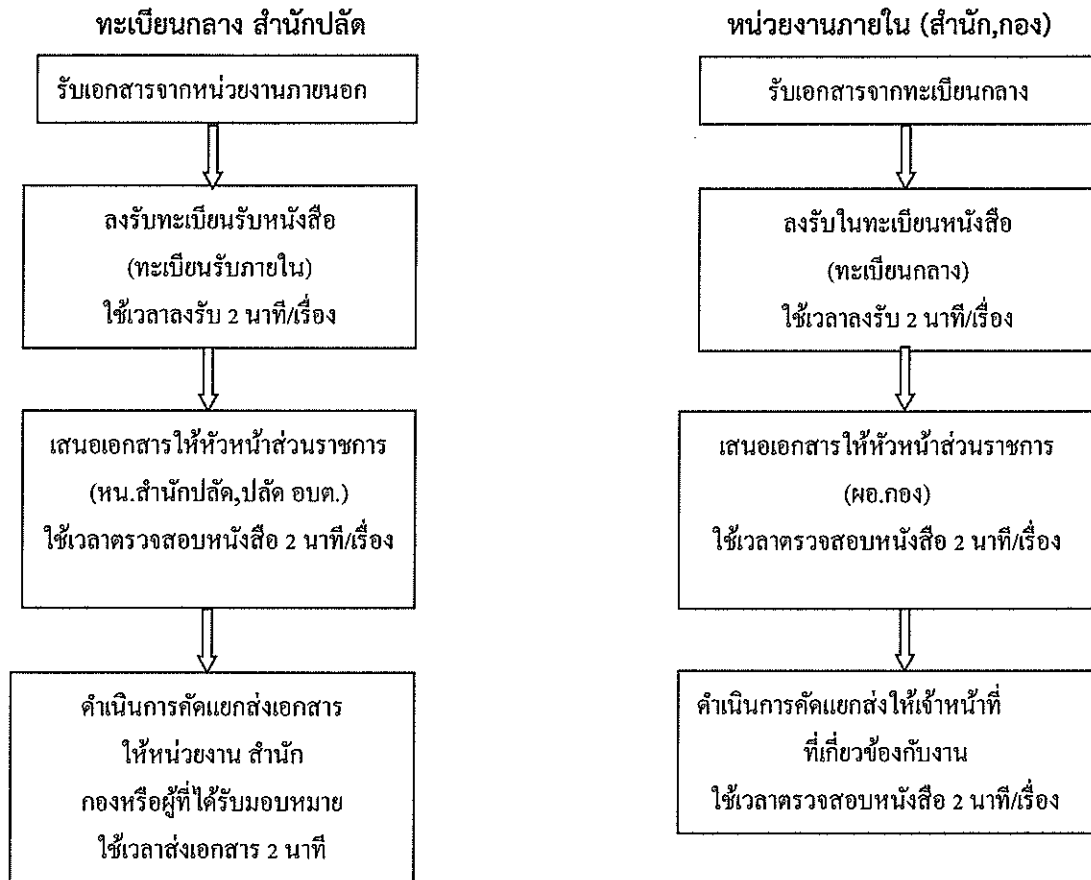 ทะเบียนกลาง สำนักปลัด
รับเอกสารจากหน่วยงานภายนอก
ลงรับทะเบียนรับหนังสือ
(ทะเบียนรับภายใน)
ใช้เวลาลงรับ 2 นาที/เรื่อง
เสนอเอกสารให้หัวหน้าส่วนราชการ
(หน.สำนักปลัด,ปลัด อบต.)
ใช้เวลาตรวจสอบหนังสือ 2 นาที/เรื่อง
ดำเนินการคัดแยกส่งเอกสาร
ให้หน่วยงาน สำนัก
กองหรือผู้ที่ได้รับมอบหมาย
ใช้เวลาส่งเอกสาร 2 นาที
หน่วยงานภายใน (สำนัก,กอง)
รับเอกสารจากทะเบียนกลาง
ลงรับในทะเบียนหนังสือ
(ทะเบียนกลาง)
ใช้เวลาลงรับ 2 นาที/เรื่อง
เสนอเอกสารให้หัวหน้าส่วนราชการ
(ผอ.กอง)
ใช้เวลาตรวจสอบหนังสือ 2 นาที/เรื่อง
ดำเนินการคัดแยกส่งให้เจ้าหน้าที่
ที่เกี่ยวข้องกับงาน
ใช้เวลาตรวจสอบหนังสือ 2 นาที/เรื่อง